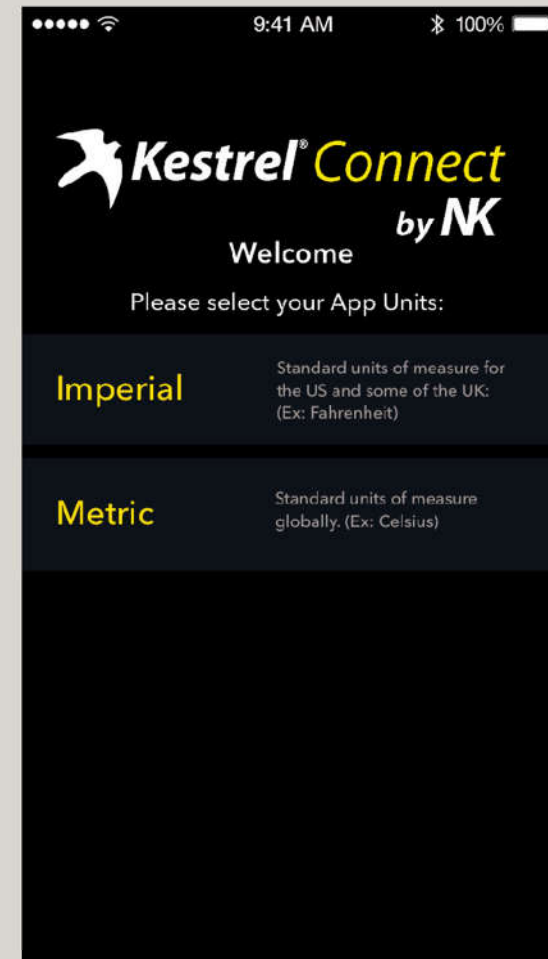 9:41 AM 100%
Kestrel® Connect
by NK
Welcome
Please select your App Units:
Imperial
Standard units of measure for
the US and some of the UK:
(Ex: Fahrenheit)
Metric
Standard units of measure
globally. (Ex: Celsius)